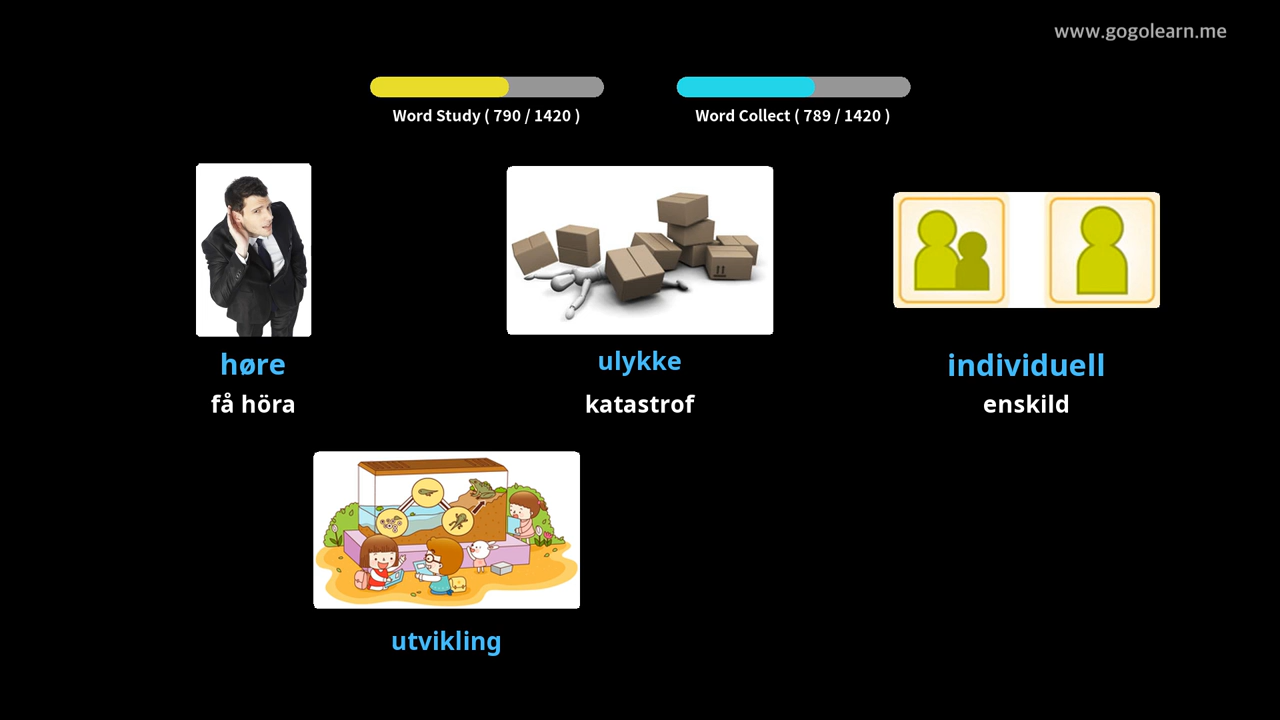 www.gogolearn.me
Word Study ( 790 / 1420 )
Word Collect ( 789 / 1420 )
høre
ulykke
individuell
få höra
katastrof
enskild
utvikling